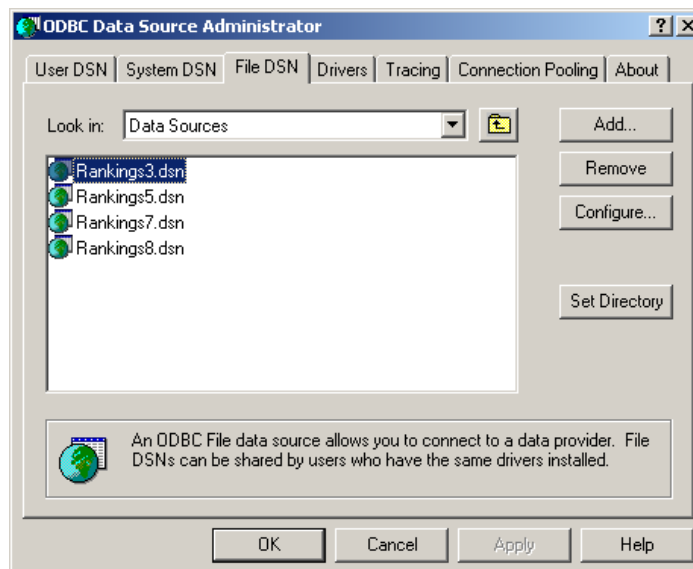 ODBC Data Source Administrator
User DSN System DSN File DSN Drivers Tracing Connection Pooling About
Look in: Data Sources Add...
Rankings3.dsn Remove
Rankings5.dsn
Rankings7.dsn Configure...
Rankings8.dsn
Set Directory
An ODBC File data source allows you to connect to a data provider. File
DSNs can be shared by users who have the same drivers installed.
OK Cancel Apply Help